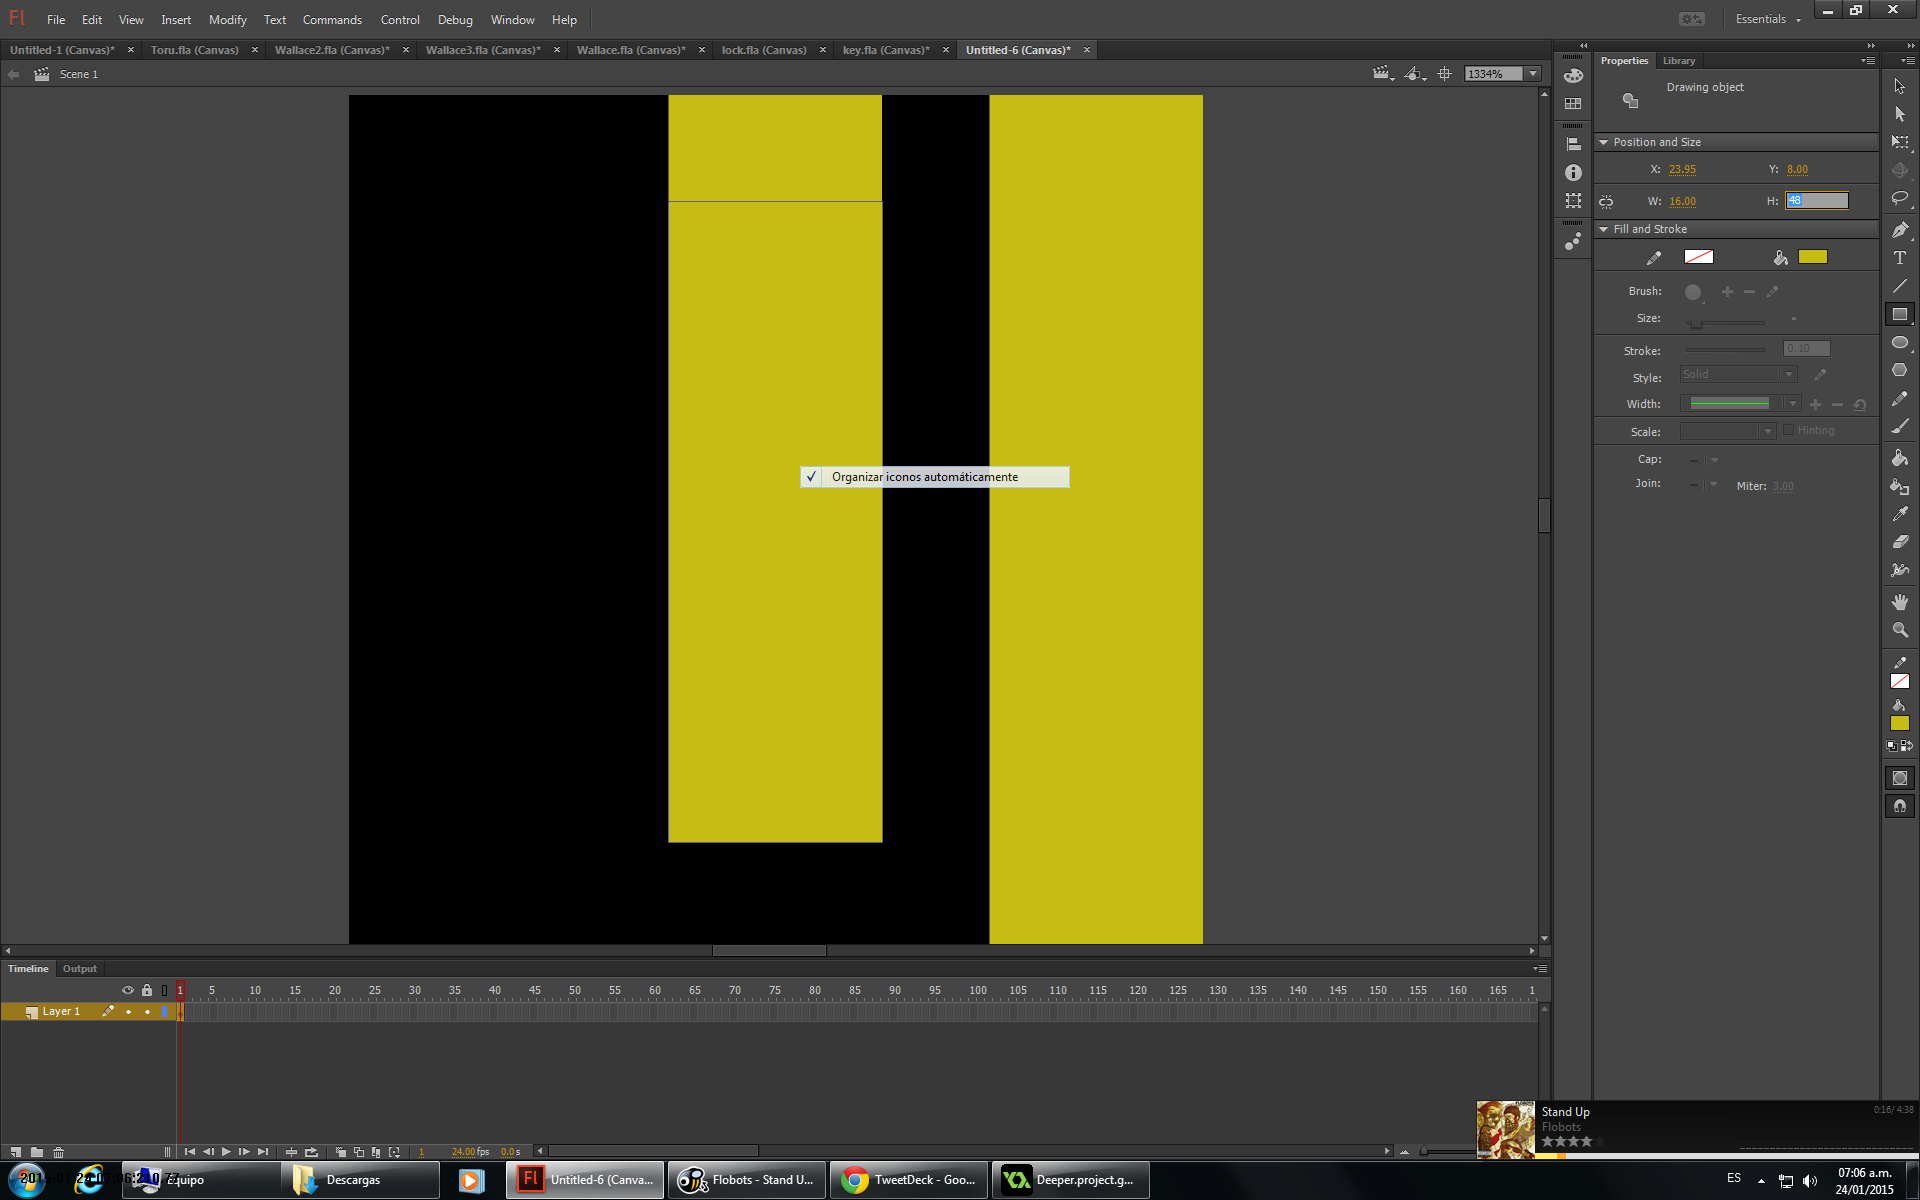 Fl File Edit View Insert Modify Text Commands Control Debug Window Help Essentials
Untitled-1 (Canvas)* Toru.fla (Canvas) Wallace2.fla (Canvas)* Wallace3.fla (Canvas)* Wallace.fla (Canvas)* lock.fla (Canvas) key.fla (Canvas)* Untitled-6 (Canvas)*
Scene 1 1334%
Properties Library
Drawing object
Position and Size
X: 23.95 Y: 8.00
W: 16.00 H: 48
Fill and Stroke
Brush:
Size:
Stroke: 0.10
Style: Solid
Width:
Scale: Hinting
Cap:
Join: Miter: 3.00
Organizar iconos automáticamente
Timeline Output
1 5 10 15 20 25 30 35 40 45 50 55 60 65 70 75 80 85 90 95 100 105 110 115 120 125 130 135 140 145 150 155 160 165 1
Layer 1
1 24.00 fps 0.0 s
Stand Up 0:16/ 4:38
Flobots
Equipo Descargas Fl Untitled-6 (Canva... Flobots - Stand U... TweetDeck - Goo... Deeper.project.g...
ES 07:06 a.m.
24/01/2015